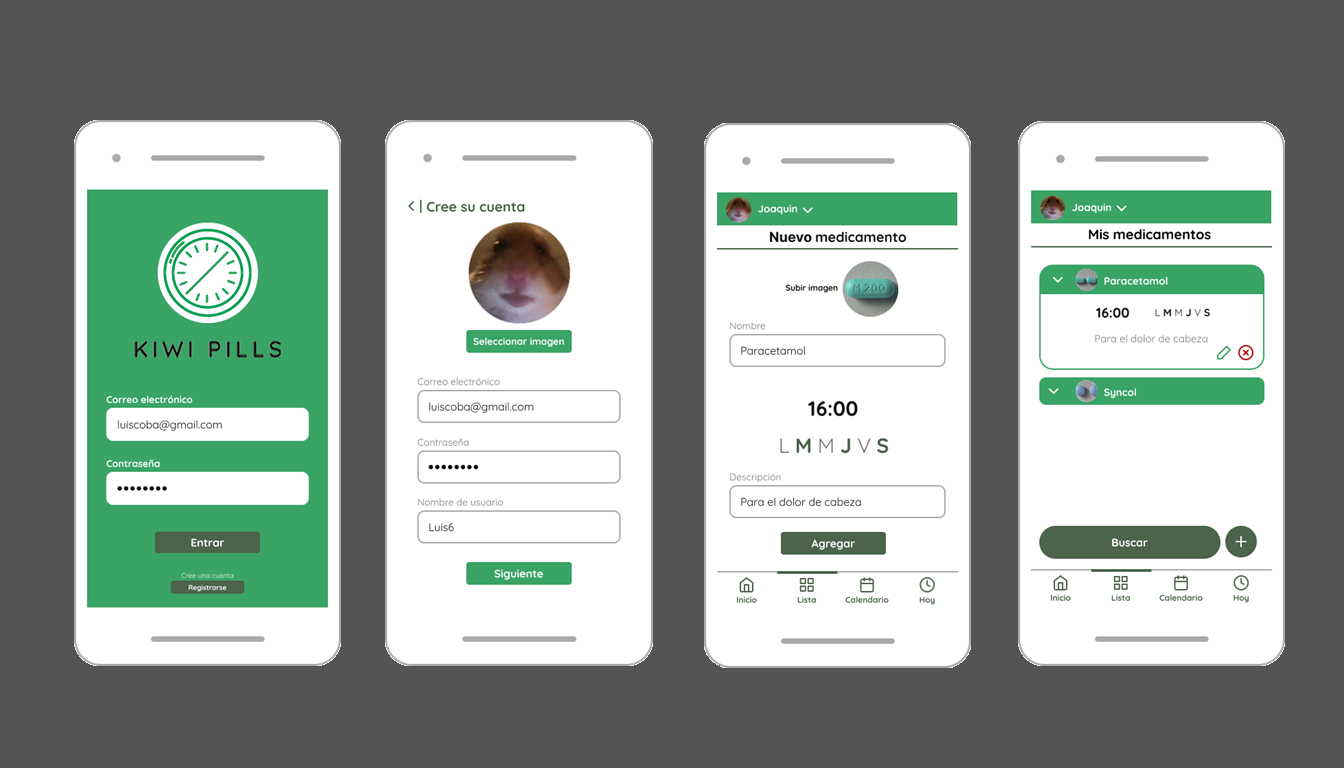 KIWI PILLS
Correo electrónico
luiscoba@gmail.com
Contraseña
••••••••
Entrar
Cree una cuenta
Registrarse
< | Cree su cuenta
Seleccionar imagen
Correo electrónico
luiscoba@gmail.com
Contraseña
••••••••
Nombre de usuario
Luis6
Siguiente
Joaquin
Nuevo medicamento
Subir imagen
M 200
Nombre
Paracetamol
16:00
L M M J V S
Descripción
Para el dolor de cabeza
Agregar
Inicio Lista Calendario Hoy
Joaquin
Mis medicamentos
Paracetamol
16:00 L M M J V S
Para el dolor de cabeza
Syncol
Buscar +
Inicio Lista Calendario Hoy